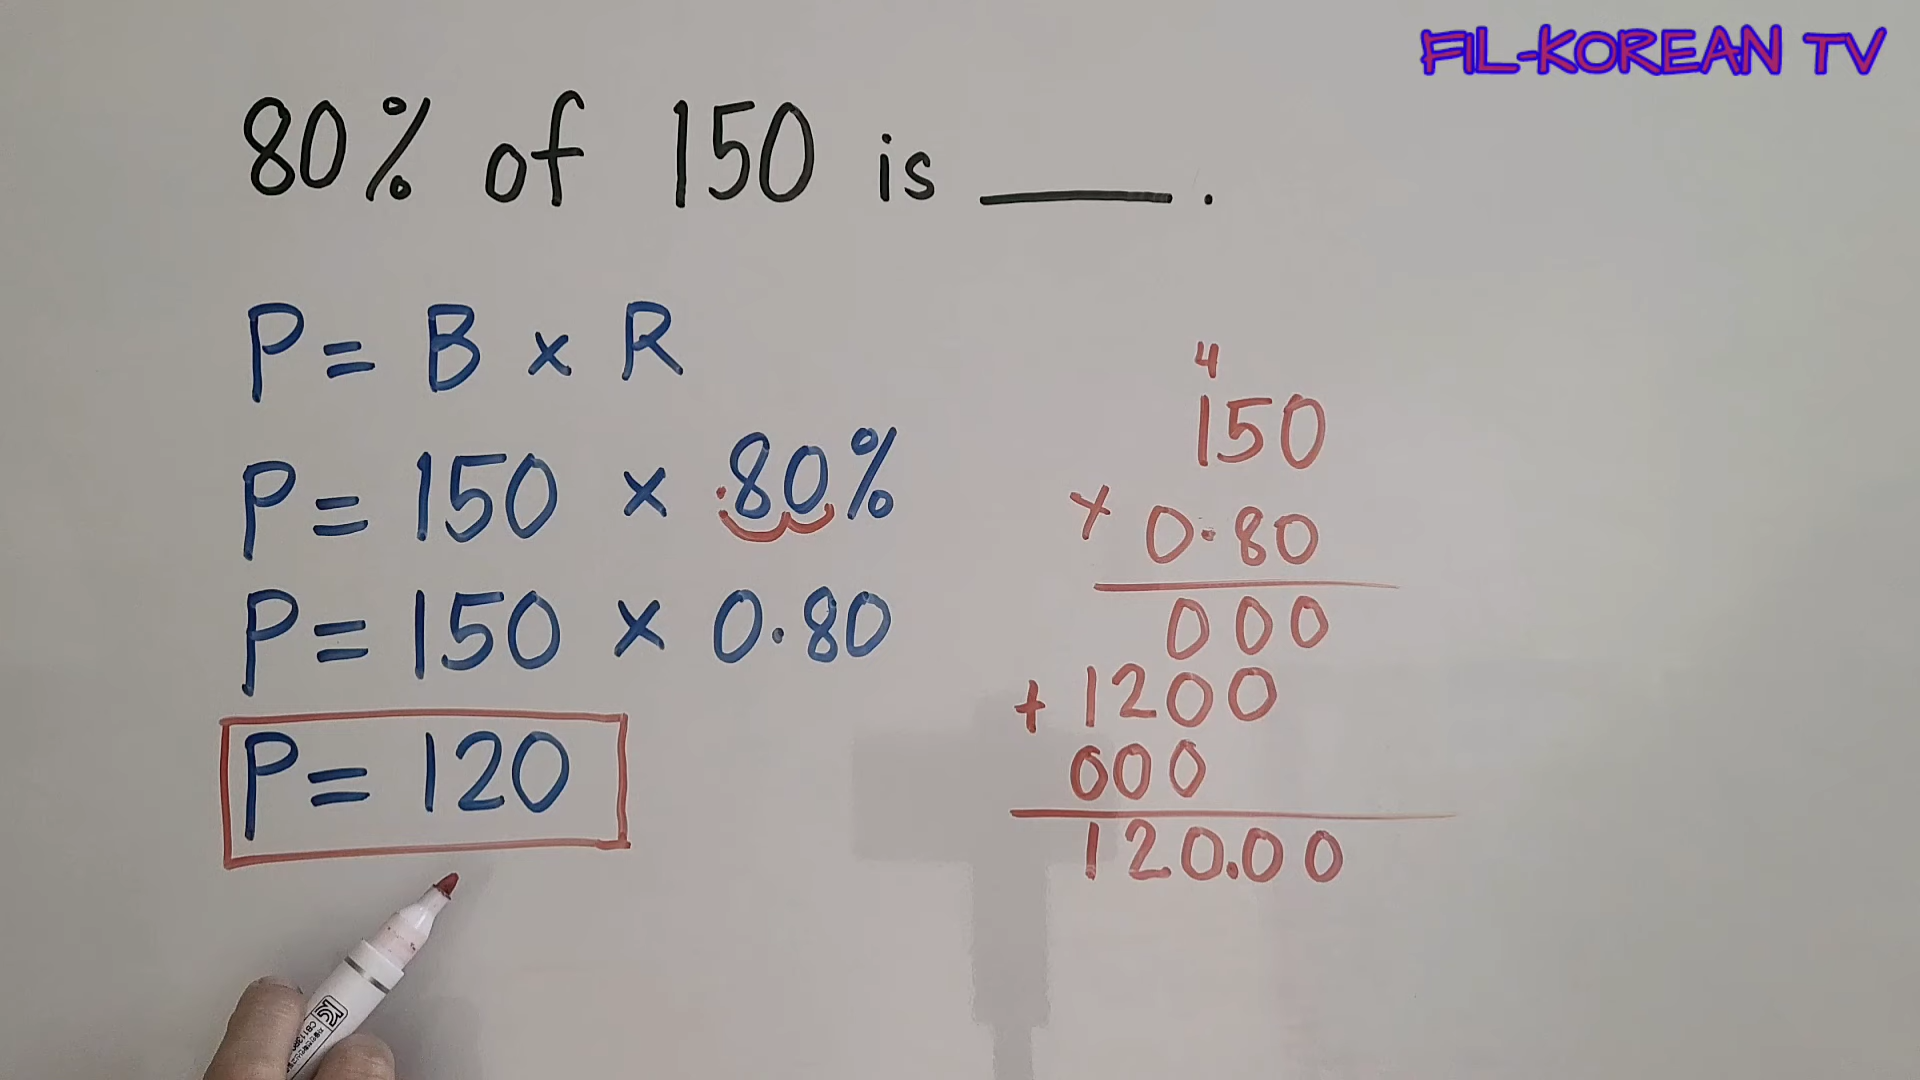 FIL-KOREAN TV
80% of 150 is ____.
P = B x R
P = 150 x .80%
P = 150 x 0.80
P = 120
4
150
x 0.80
000
+ 1200
000
120.00